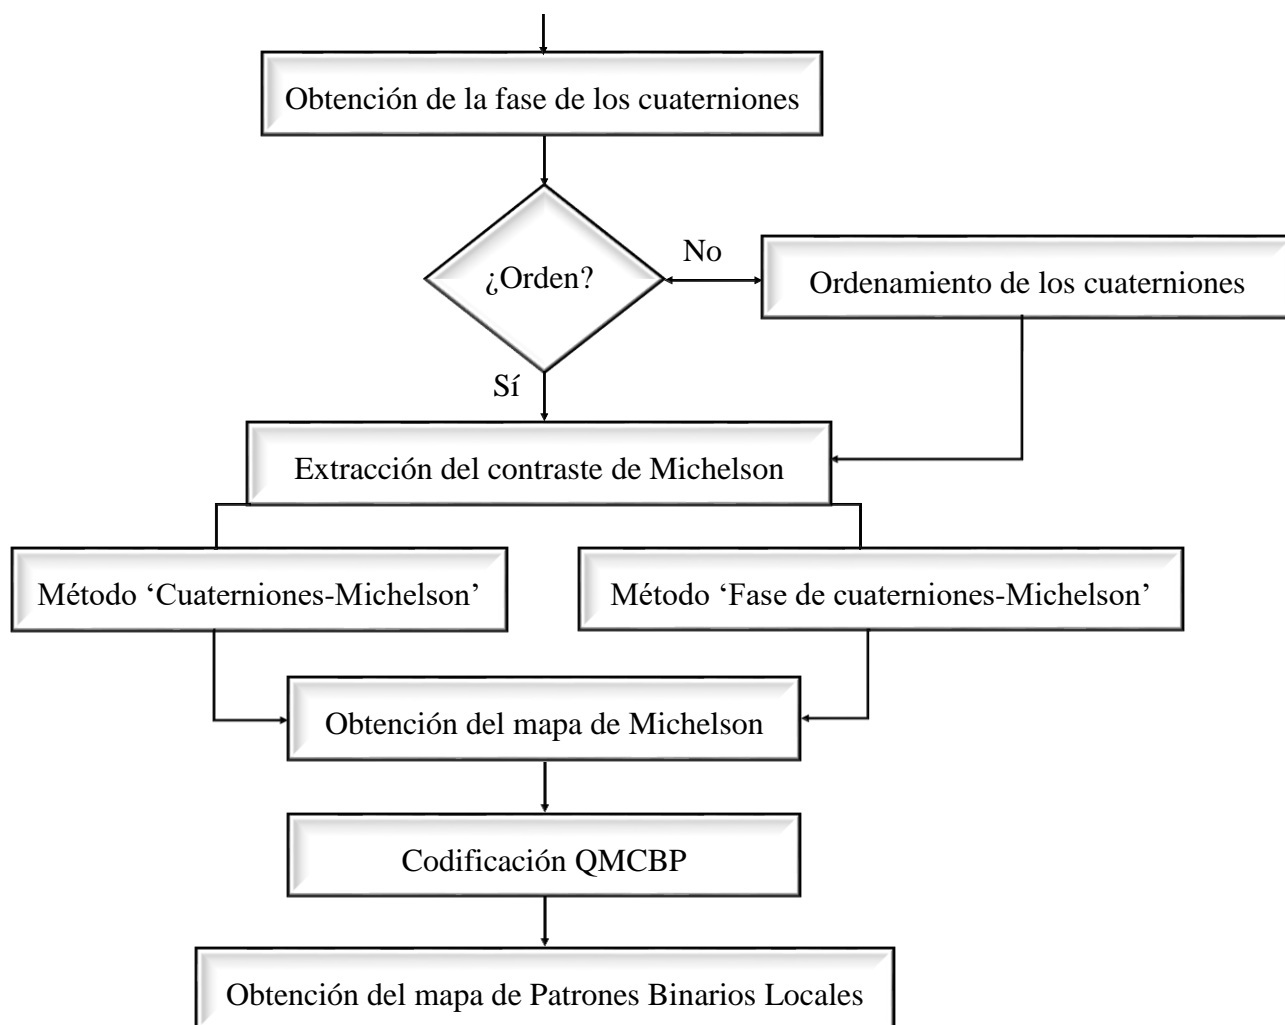 Obtención de la fase de los cuaterniones
¿Orden?
No
Ordenamiento de los cuaterniones
Sí
Extracción del contraste de Michelson
Método ‘Cuaterniones-Michelson’
Método ‘Fase de cuaterniones-Michelson’
Obtención del mapa de Michelson
Codificación QMCBP
Obtención del mapa de Patrones Binarios Locales